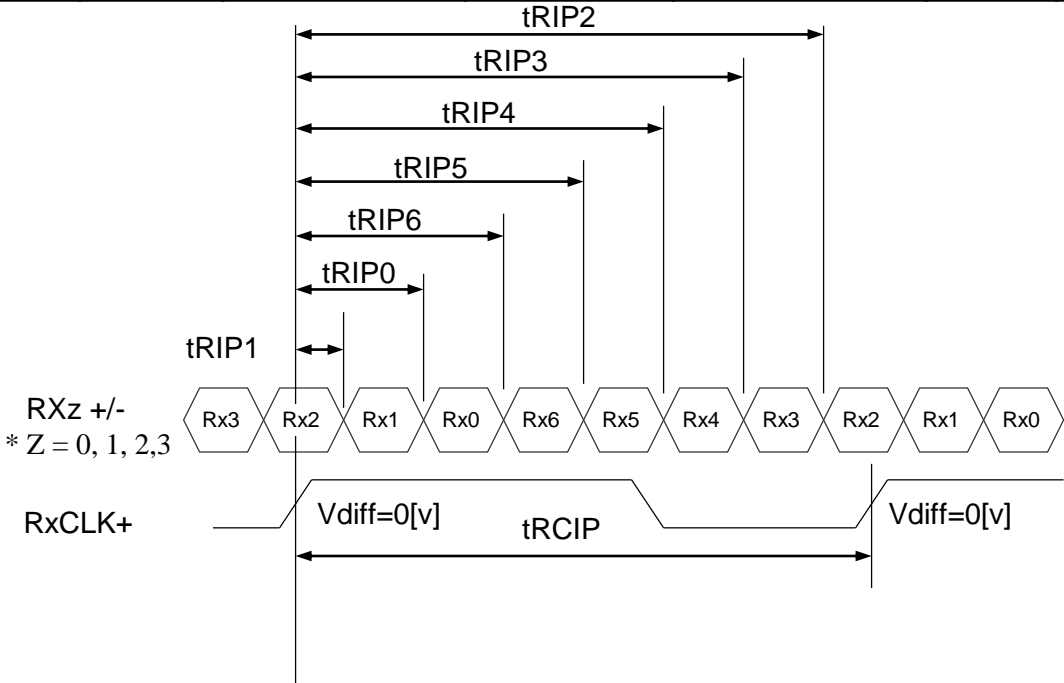 tRIP2
tRIP3
tRIP4
tRIP5
tRIP6
tRIP0
tRIP1
RXz +/-
* Z = 0, 1, 2,3
Rx3 Rx2 Rx1 Rx0 Rx6 Rx5 Rx4 Rx3 Rx2 Rx1 Rx0
RxCLK+
Vdiff=0[v]
tRCIP
Vdiff=0[v]